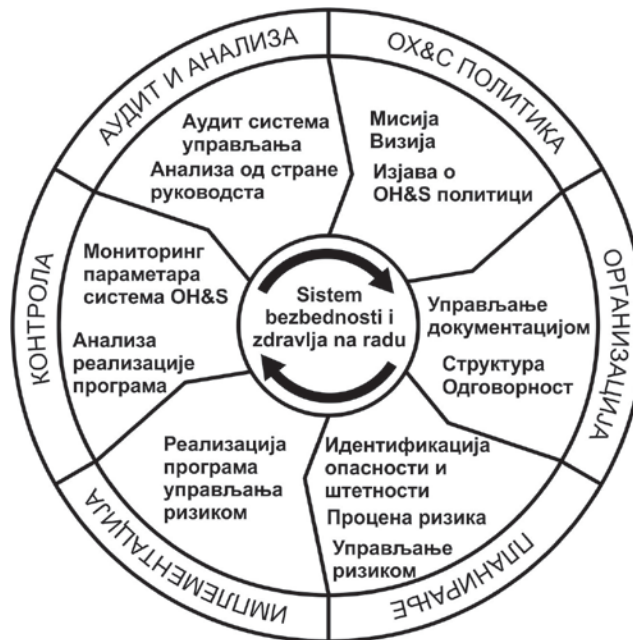 АУДИТ И АНАЛИЗА
OX&C ПОЛИТИКА
Аудит система
управљања
Анализа од стране
руководста
Мисија
Визија
Изјава о
OH&S политици
КОНТРОЛА
Мониторинг
параметара
система OH&S
Анализа
реализације
програма
Sistem
bezbednosti i
zdravlja na radu
ОРГАНИЗАЦИЈА
Управљање
документацијом
Структура
Одговорност
Реализација
програма
управљања
ризиком
Идентификација
опасности и
штетности
Процена ризика
Управљање
ризиком
ИМПЛЕМЕНТАЦИЈА
ПЛАНИРАЊЕ